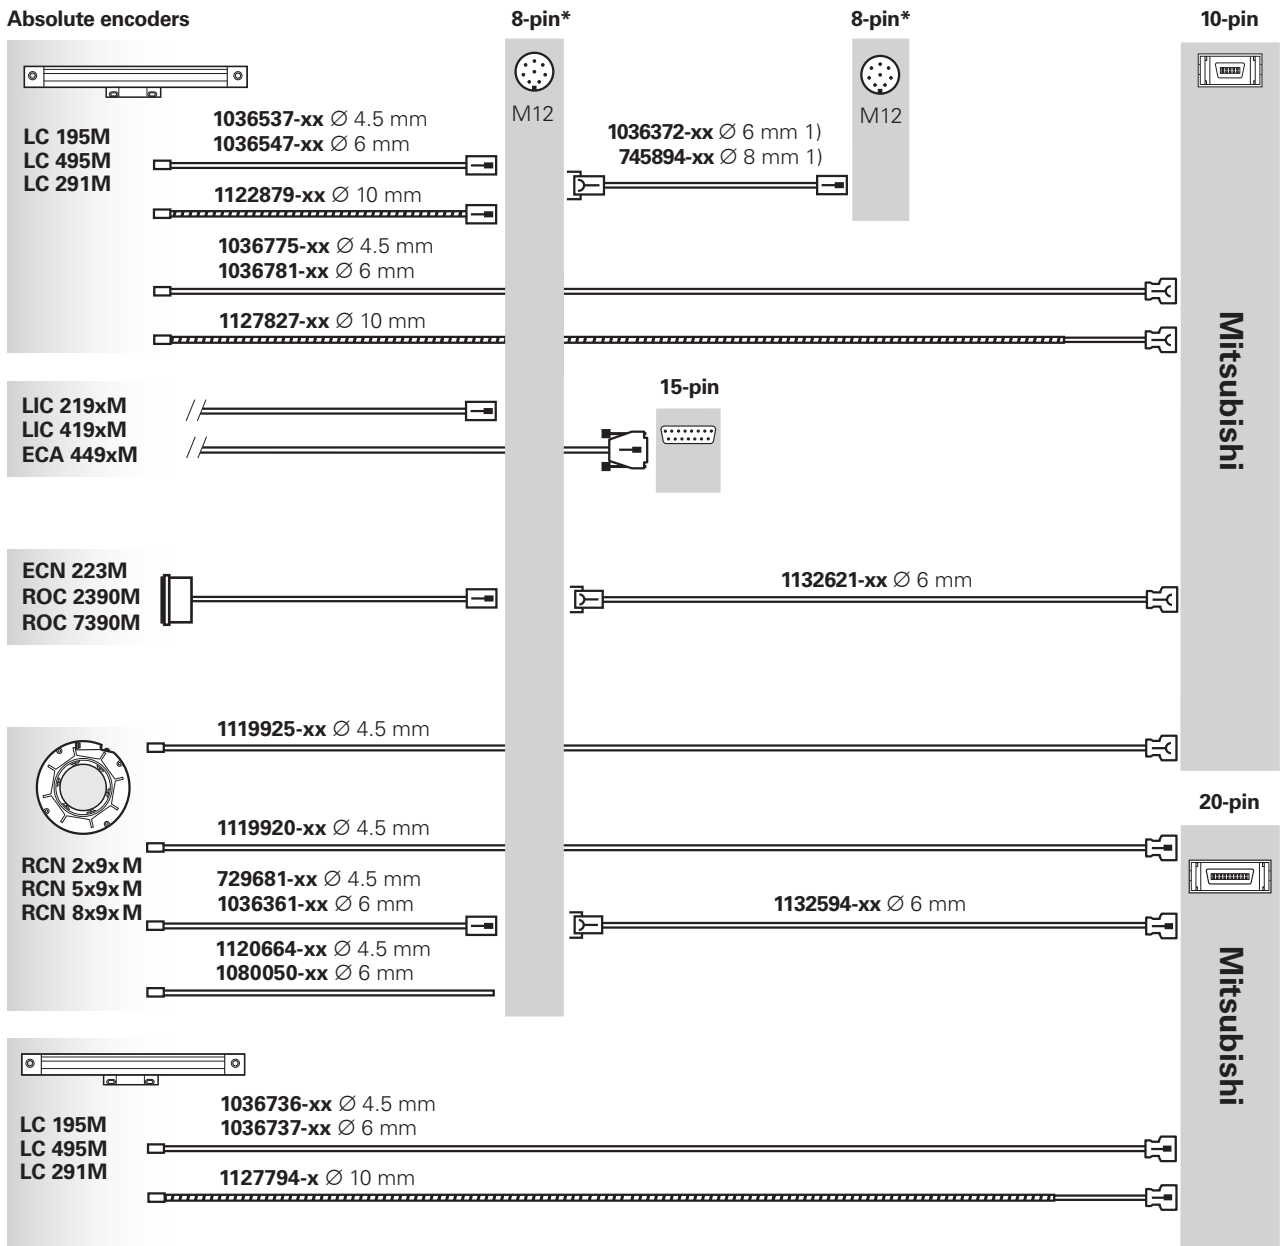 Absolute encoders
8-pin*
8-pin*
10-pin
M12
M12
LC 195M
LC 495M
LC 291M
1036537-xx Ø 4.5 mm
1036547-xx Ø 6 mm
1036372-xx Ø 6 mm 1)
745894-xx Ø 8 mm 1)
1122879-xx Ø 10 mm
1036775-xx Ø 4.5 mm
1036781-xx Ø 6 mm
1127827-xx Ø 10 mm
Mitsubishi
LIC 219xM
LIC 419xM
ECA 449xM
15-pin
ECN 223M
ROC 2390M
ROC 7390M
1132621-xx Ø 6 mm
1119925-xx Ø 4.5 mm
20-pin
1119920-xx Ø 4.5 mm
RCN 2x9x M
RCN 5x9x M
RCN 8x9x M
729681-xx Ø 4.5 mm
1036361-xx Ø 6 mm
1132594-xx Ø 6 mm
1120664-xx Ø 4.5 mm
1080050-xx Ø 6 mm
Mitsubishi
LC 195M
LC 495M
LC 291M
1036736-xx Ø 4.5 mm
1036737-xx Ø 6 mm
1127794-x Ø 10 mm